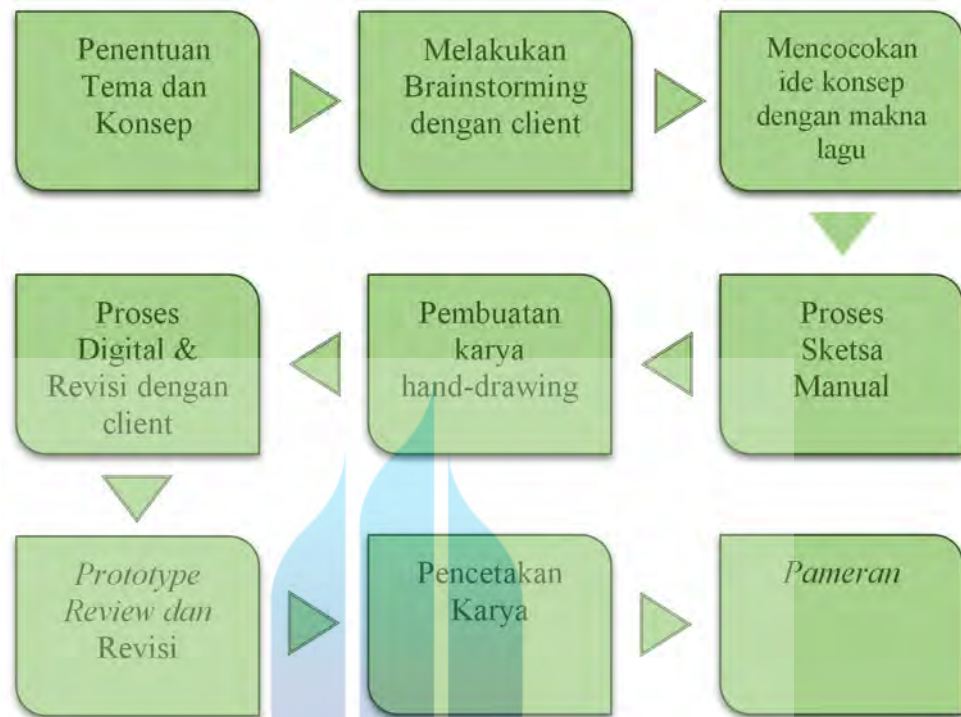 Penentuan
Tema dan
Konsep
Melakukan
Brainstorming
dengan client
Mencocokan
ide konsep
dengan makna
lagu
Proses
Sketsa
Manual
Pembuatan
karya
hand-drawing
Proses
Digital &
Revisi dengan
client
Prototype
Review dan
Revisi
Pencetakan
Karya
Pameran